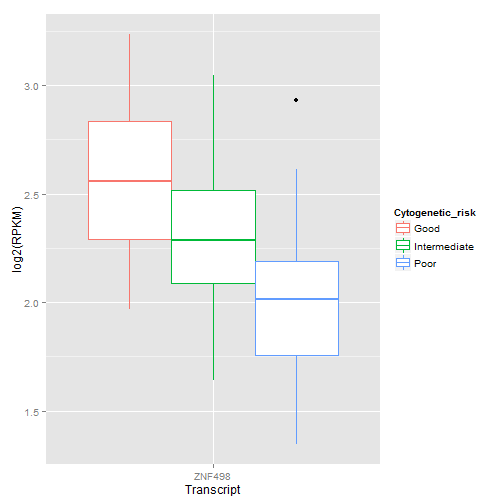 3.0
2.5
2.0
1.5
log2(RPKM)
ZNF498
Transcript
Cytogenetic_risk
Good
Intermediate
Poor